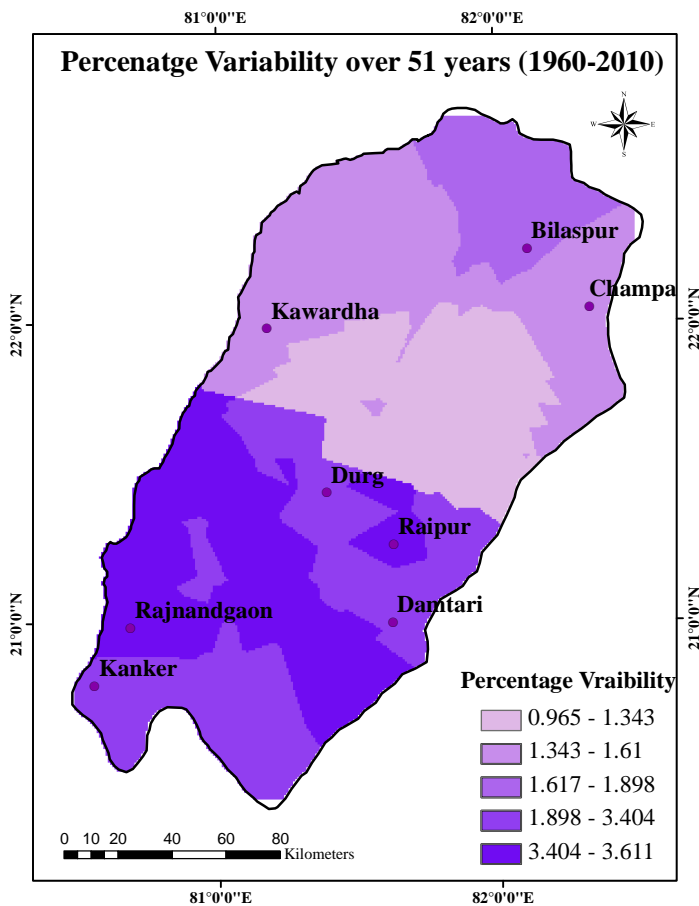 81°0'0"E 82°0'0"E
Percenatge Variability over 51 years (1960-2010)
N
W E
S
Bilaspur
Champa
Kawardha
22°0'0"N 22°0'0"N
Durg
Raipur
Damtari
Rajnandgaon
21°0'0"N 21°0'0"N
Kanker
Percentage Vraibility
0.965 - 1.343
1.343 - 1.61
1.617 - 1.898
1.898 - 3.404
3.404 - 3.611
0 10 20 40 60 80
Kilometers
81°0'0"E 82°0'0"E